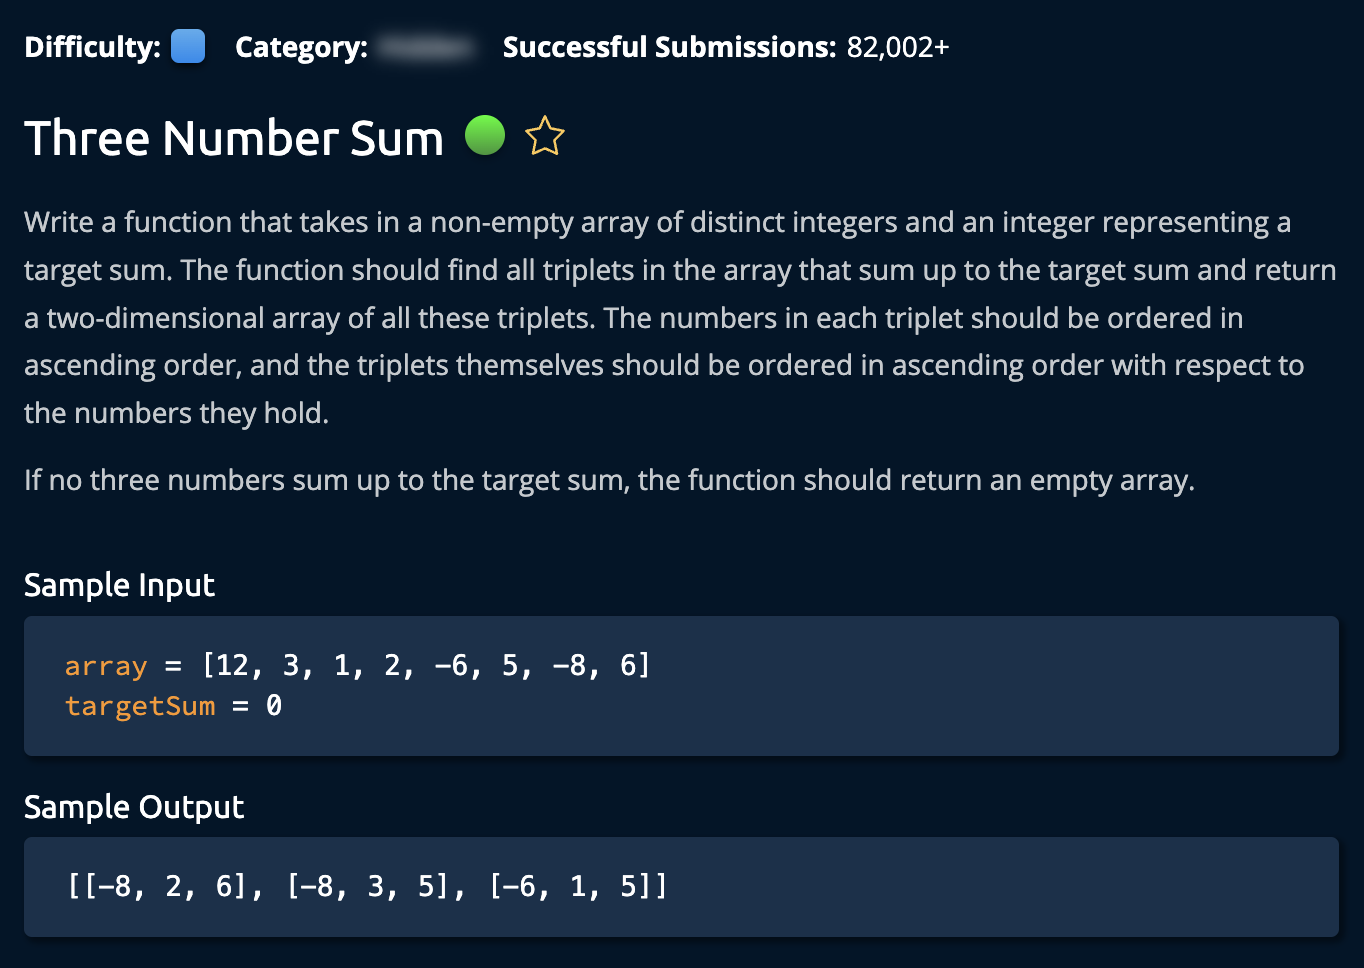 Difficulty: Category: Successful Submissions: 82,002+
Three Number Sum
Write a function that takes in a non-empty array of distinct integers and an integer representing a
target sum. The function should find all triplets in the array that sum up to the target sum and return
a two-dimensional array of all these triplets. The numbers in each triplet should be ordered in
ascending order, and the triplets themselves should be ordered in ascending order with respect to
the numbers they hold.
If no three numbers sum up to the target sum, the function should return an empty array.
Sample Input
array = [12, 3, 1, 2, -6, 5, -8, 6]
targetSum = 0
Sample Output
[[-8, 2, 6], [-8, 3, 5], [-6, 1, 5]]